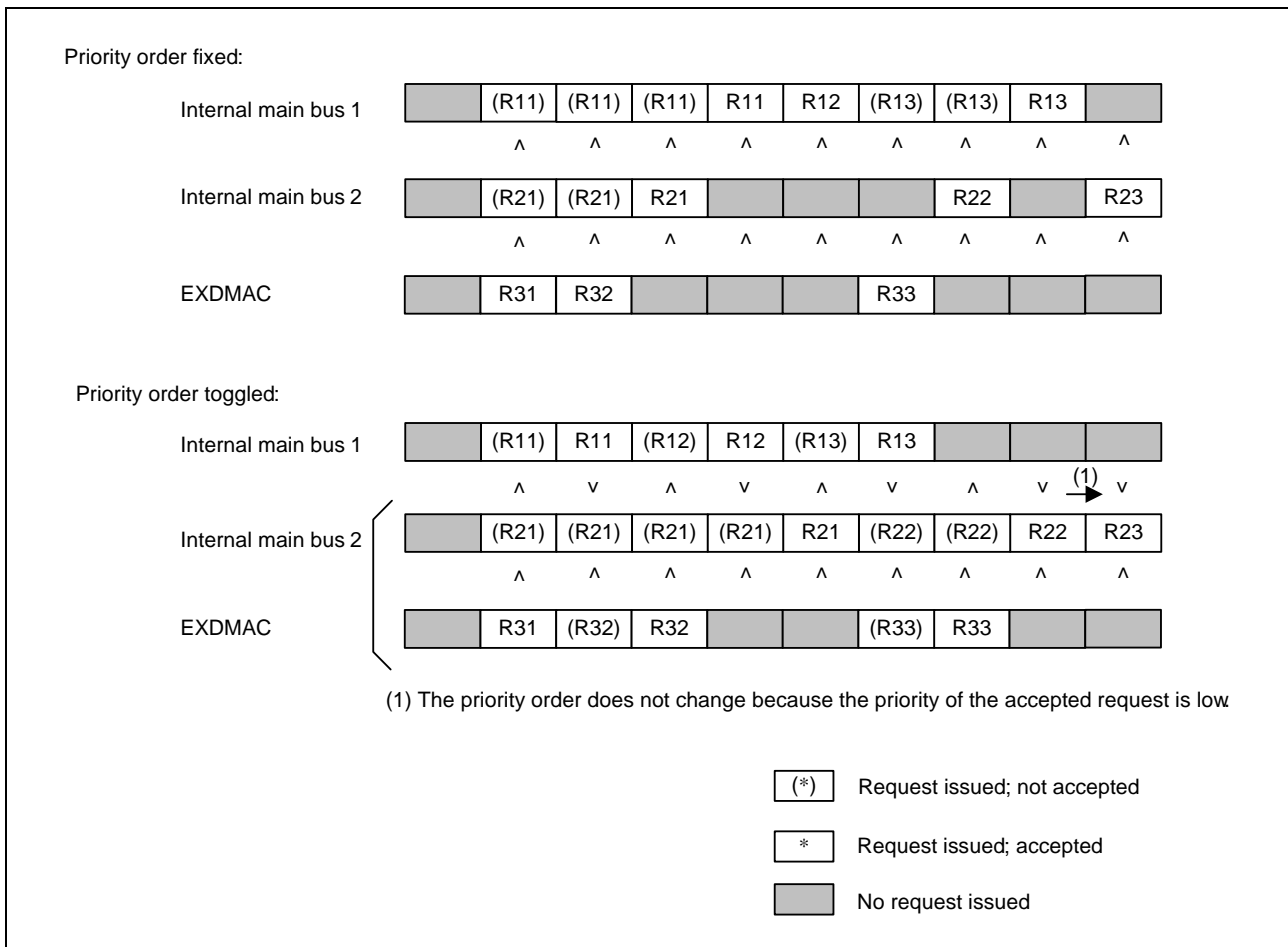 Priority order fixed:
Internal main bus 1 (R11) (R11) (R11) R11 R12 (R13) (R13) R13
^ ^ ^ ^ ^ ^ ^ ^ ^
Internal main bus 2 (R21) (R21) R21 R22 R23
^ ^ ^ ^ ^ ^ ^ ^ ^
EXDMAC R31 R32 R33
Priority order toggled:
Internal main bus 1 (R11) R11 (R12) R12 (R13) R13
^ v ^ v ^ v ^ v (1) v
Internal main bus 2 (R21) (R21) (R21) (R21) R21 (R22) (R22) R22 R23
^ ^ ^ ^ ^ ^ ^ ^ ^
EXDMAC R31 (R32) R32 (R33) R33
(1) The priority order does not change because the priority of the accepted request is low.
(*) Request issued; not accepted
* Request issued; accepted
No request issued